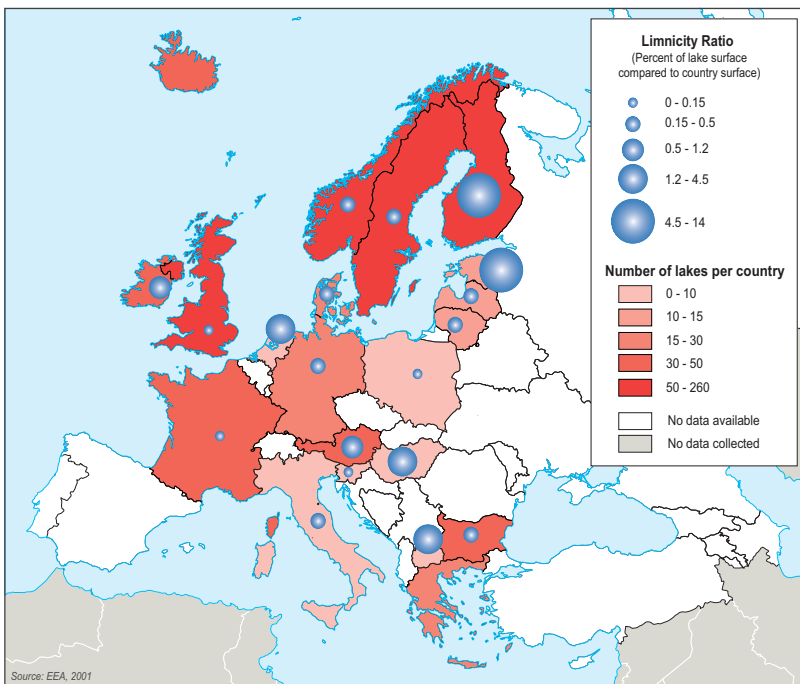 Limnicity Ratio
(Percent of lake surface
compared to country surface)
0 - 0.15
0.15 - 0.5
0.5 - 1.2
1.2 - 4.5
4.5 - 14
Number of lakes per country
0 - 10
10 - 15
15 - 30
30 - 50
50 - 260
No data available
No data collected
Source: EEA, 2001